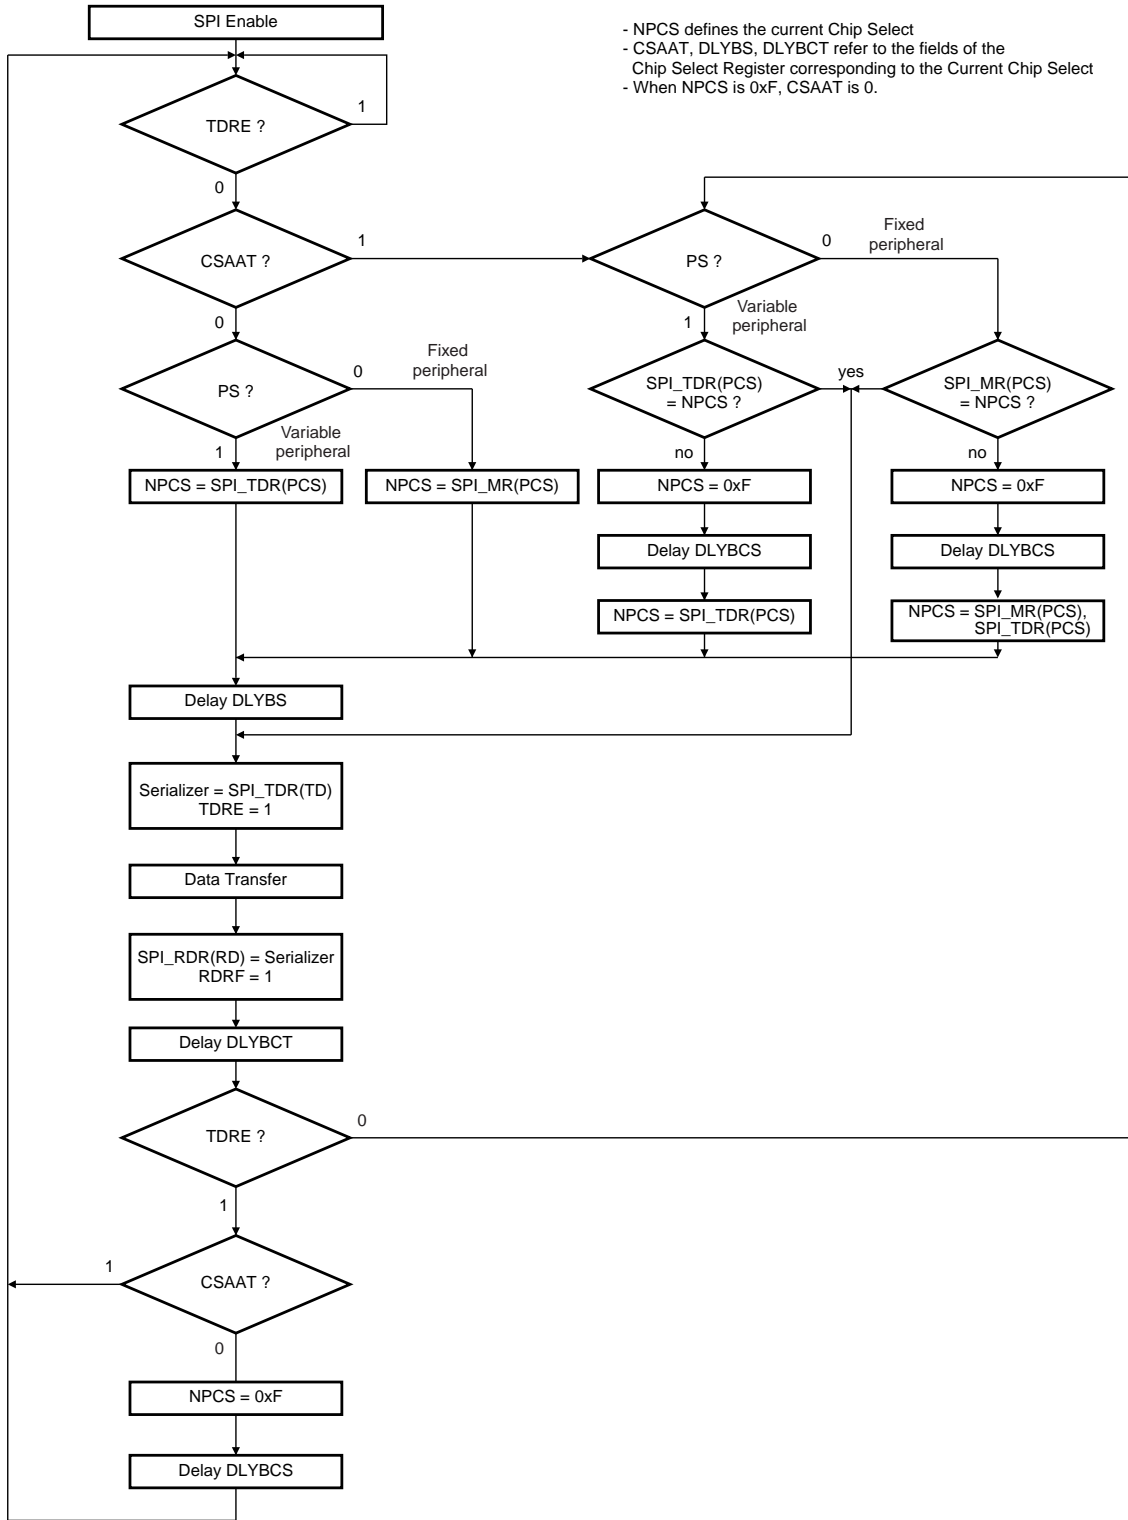 SPI Enable
- NPCS defines the current Chip Select
- CSAAT, DLYBS, DLYBCT refer to the fields of the
Chip Select Register corresponding to the Current Chip Select
- When NPCS is 0xF, CSAAT is 0.
TDRE ?
1
0
CSAAT ?
1
0
PS ?
0
Fixed
peripheral
1
Variable
peripheral
PS ?
0
Fixed
peripheral
1
Variable
peripheral
SPI_TDR(PCS)
= NPCS ?
yes
SPI_MR(PCS)
= NPCS ?
no
no
NPCS = SPI_TDR(PCS)
NPCS = SPI_MR(PCS)
NPCS = 0xF
NPCS = 0xF
Delay DLYBCS
Delay DLYBCS
NPCS = SPI_TDR(PCS)
NPCS = SPI_MR(PCS),
SPI_TDR(PCS)
Delay DLYBS
Serializer = SPI_TDR(TD)
TDRE = 1
Data Transfer
SPI_RDR(RD) = Serializer
RDRF = 1
Delay DLYBCT
TDRE ?
0
1
CSAAT ?
1
0
NPCS = 0xF
Delay DLYBCS